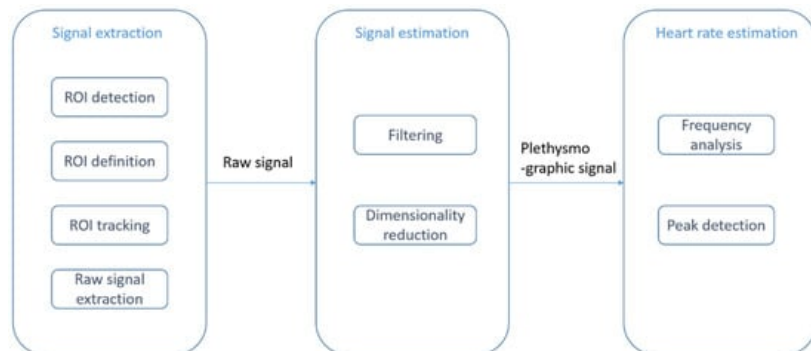 Signal extraction
ROI detection
ROI definition
ROI tracking
Raw signal
extraction
Raw signal
Signal estimation
Filtering
Dimensionality
reduction
Plethysmo
-graphic signal
Heart rate estimation
Frequency
analysis
Peak detection